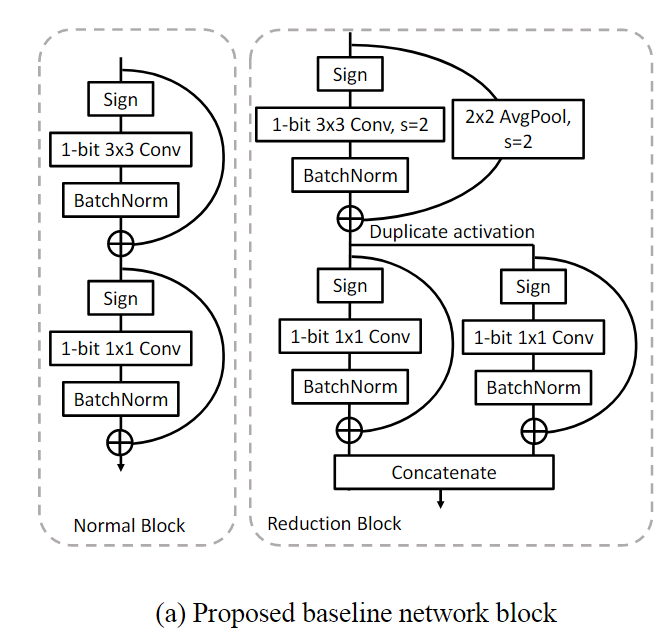 Sign
1-bit 3x3 Conv
BatchNorm
Sign
1-bit 1x1 Conv
BatchNorm
Normal Block
Sign
1-bit 3x3 Conv, s=2
2x2 AvgPool,
s=2
BatchNorm
Duplicate activation
Sign
1-bit 1x1 Conv
BatchNorm
Sign
1-bit 1x1 Conv
BatchNorm
Concatenate
Reduction Block
(a) Proposed baseline network block